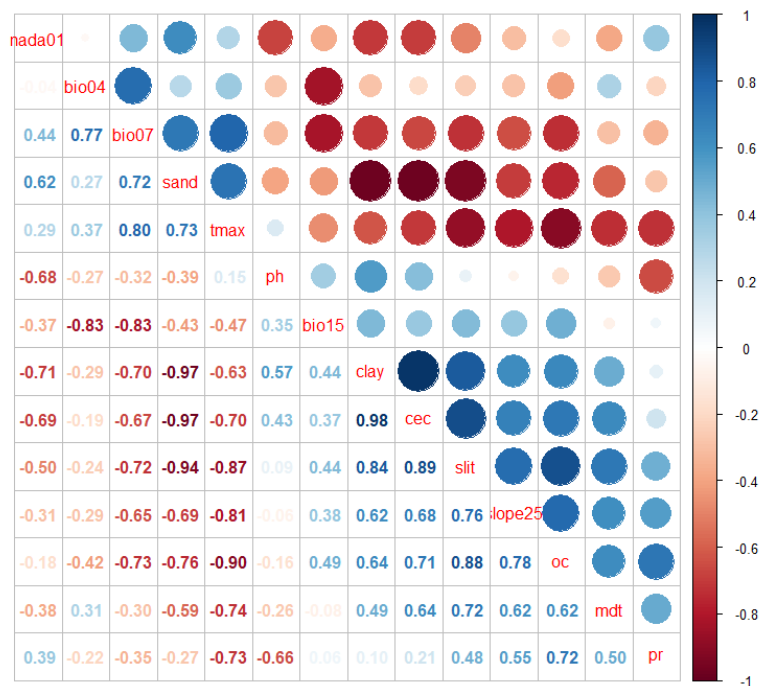 nada01
-0.04 bio04
0.44 0.77 bio07
0.62 0.27 0.72 sand
0.29 0.37 0.80 0.73 tmax
-0.68 -0.27 -0.32 -0.39 0.15 ph
-0.37 -0.83 -0.83 -0.43 -0.47 0.35 bio15
-0.71 -0.29 -0.70 -0.97 -0.63 0.57 0.44 clay
-0.69 -0.19 -0.67 -0.97 -0.70 0.43 0.37 0.98 cec
-0.50 -0.24 -0.72 -0.94 -0.87 0.09 0.44 0.84 0.89 slit
-0.31 -0.29 -0.65 -0.69 -0.81 -0.06 0.38 0.62 0.68 0.76 slope25
-0.18 -0.42 -0.73 -0.76 -0.90 -0.16 0.49 0.64 0.71 0.88 0.78 oc
-0.38 0.31 -0.30 -0.59 -0.74 -0.26 -0.08 0.49 0.64 0.72 0.62 0.62 mdt
0.39 -0.22 -0.35 -0.27 -0.73 -0.66 0.06 0.10 0.21 0.48 0.55 0.72 0.50 pr
1
0.8
0.6
0.4
0.2
0
-0.2
-0.4
-0.6
-0.8
-1